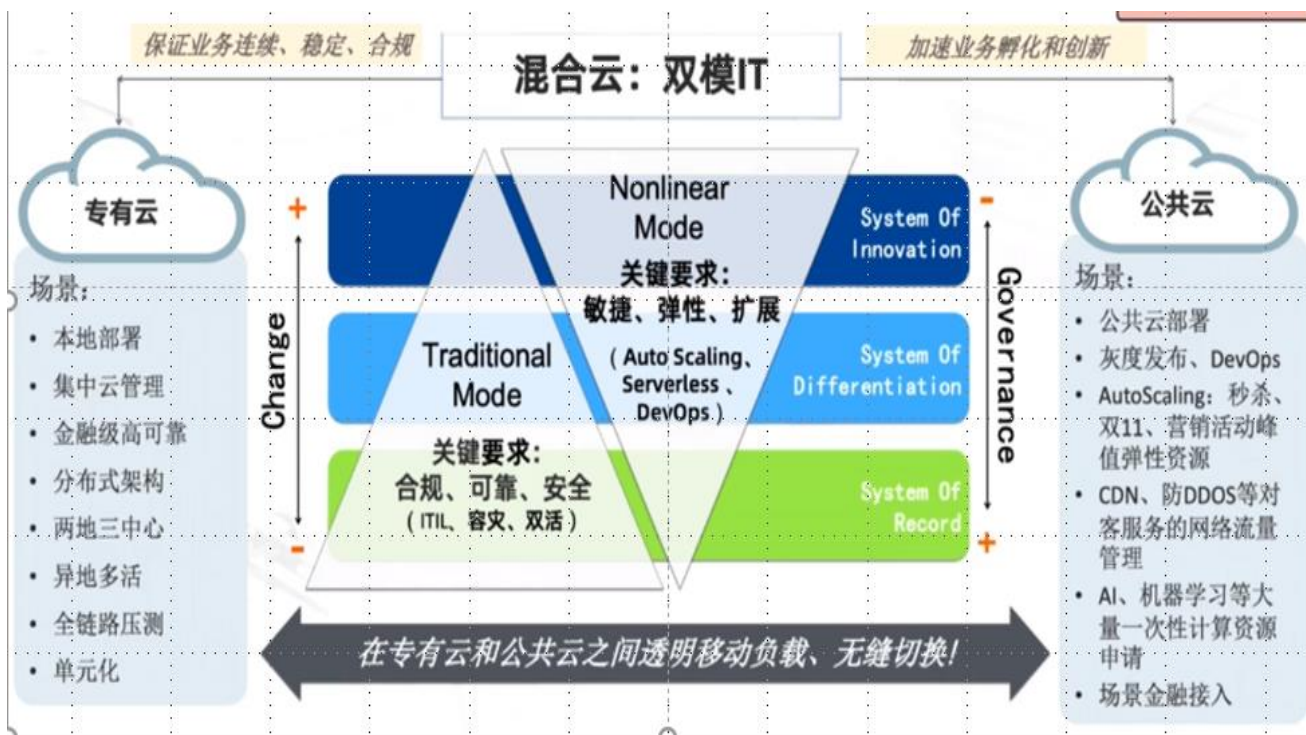 保证业务连续、稳定、合规
混合云：双模IT
加速业务孵化和创新
专有云
场景：
• 本地部署
• 集中云管理
• 金融级高可靠
• 分布式架构
• 两地三中心
• 异地多活
• 全链路压测
• 单元化
+
Change
-
Traditional
Mode
关键要求：
合规、可靠、安全
（ITIL、容灾、双活）
Nonlinear
Mode
关键要求：
敏捷、弹性、扩展
（Auto Scaling、
Serverless 、
DevOps）
System Of
Innovation
System Of
Differentiation
System Of
Record
-
Governance
+
公共云
场景：
• 公共云部署
• 灰度发布、DevOps
• AutoScaling：秒杀、
双11、营销活动峰
值弹性资源
• CDN、防DDOS等对
客服务的网络流量
管理
• AI、机器学习等大
量一次性计算资源
申请
• 场景金融接入
在专有云和公共云之间透明移动负载、无缝切换!